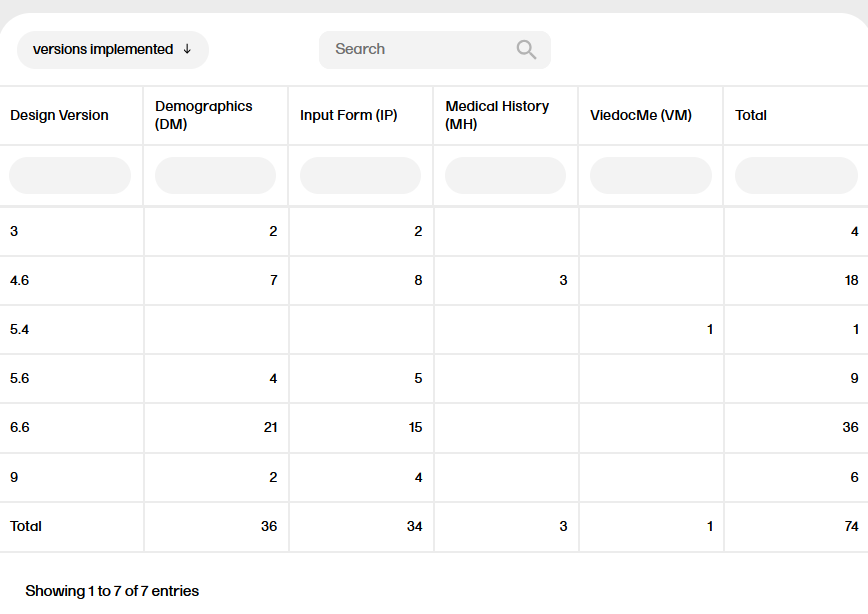 versions implemented ↓ Search
Design Version Demographics (DM) Input Form (IP) Medical History (MH) ViedocMe (VM) Total
3 2 2 4
4.6 7 8 3 18
5.4 1 1
5.6 4 5 9
6.6 21 15 36
9 2 4 6
Total 36 34 3 1 74
Showing 1 to 7 of 7 entries